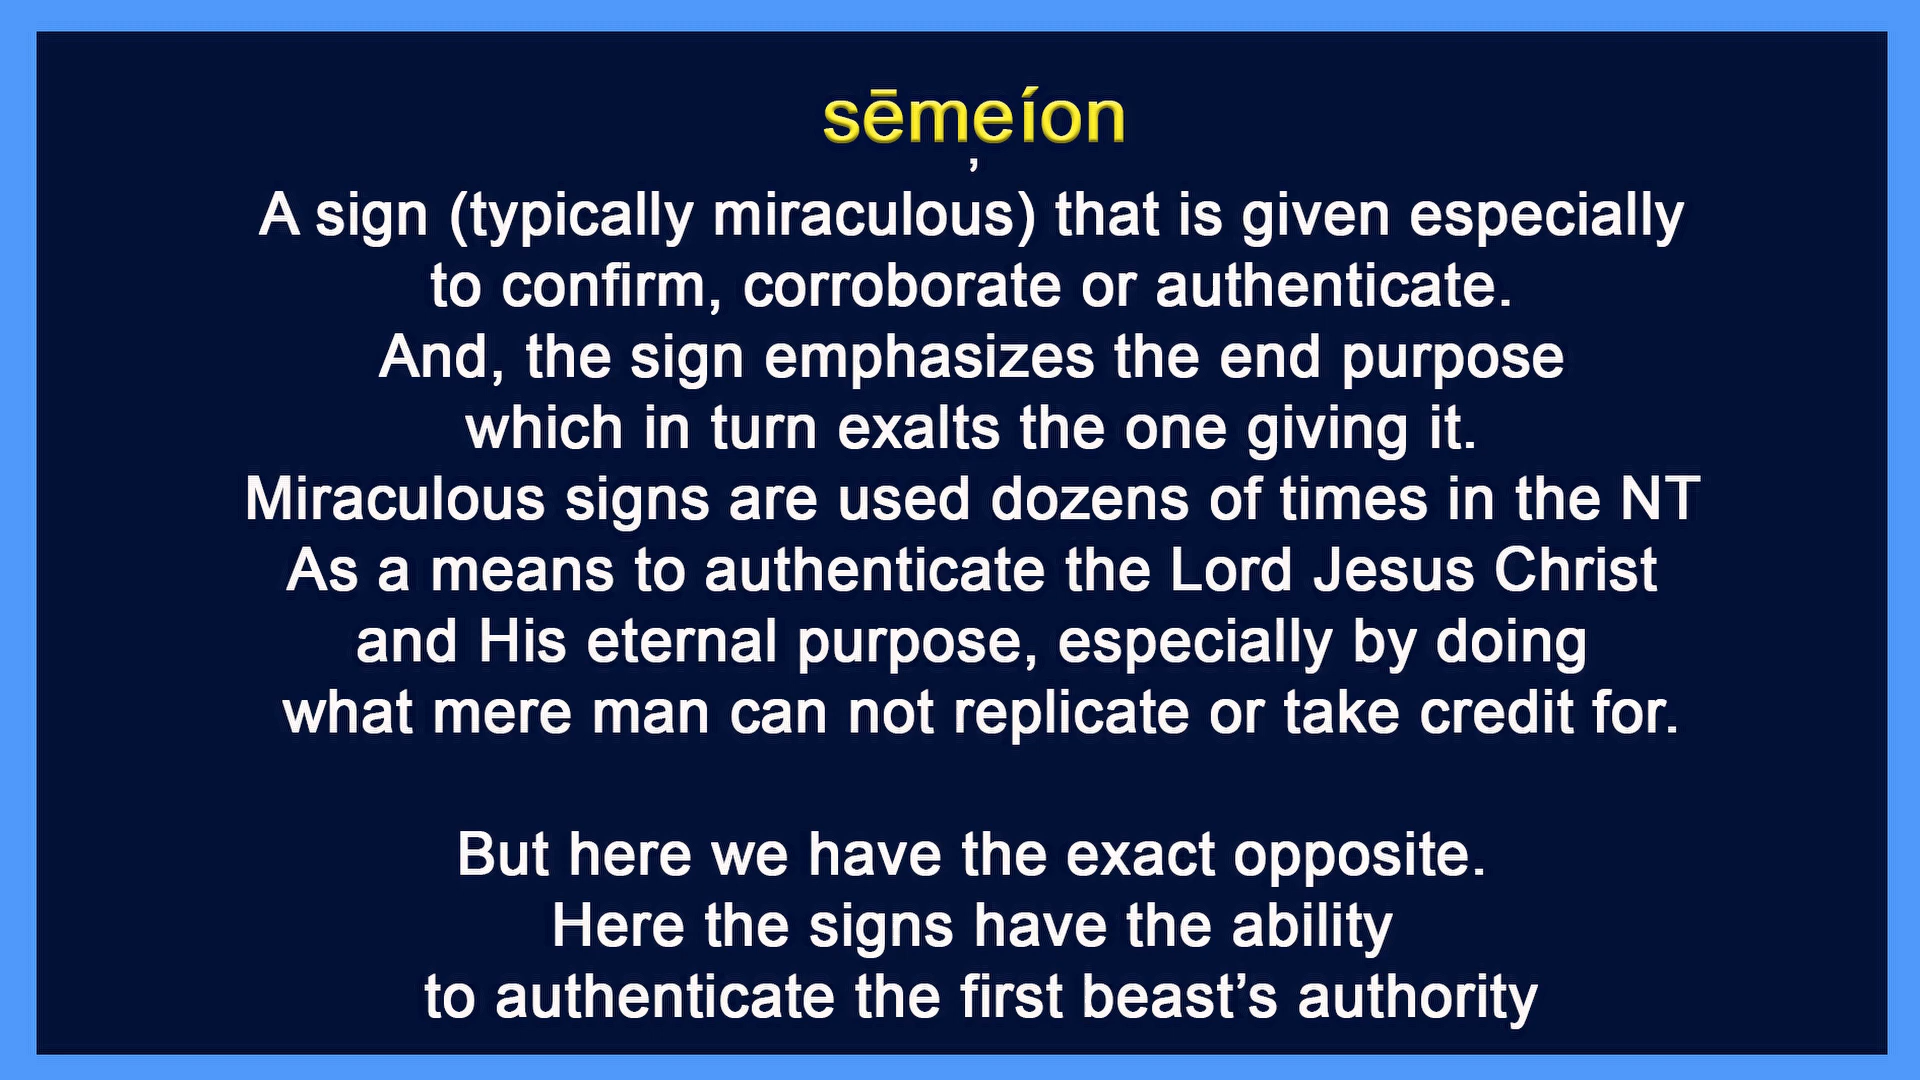 sēmeíon
,
A sign (typically miraculous) that is given especially
to confirm, corroborate or authenticate.
And, the sign emphasizes the end purpose
which in turn exalts the one giving it.
Miraculous signs are used dozens of times in the NT
As a means to authenticate the Lord Jesus Christ
and His eternal purpose, especially by doing
what mere man can not replicate or take credit for.
But here we have the exact opposite.
Here the signs have the ability
to authenticate the first beast’s authority